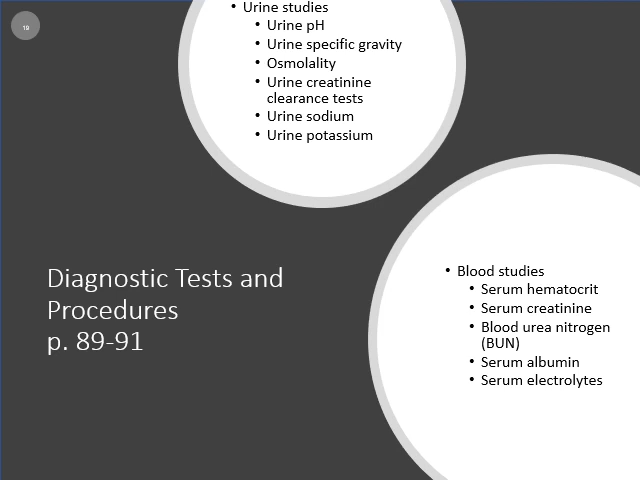 19
• Urine studies
• Urine pH
• Urine specific gravity
• Osmolality
• Urine creatinine
clearance tests
• Urine sodium
• Urine potassium
Diagnostic Tests and
Procedures
p. 89-91
• Blood studies
• Serum hematocrit
• Serum creatinine
• Blood urea nitrogen
(BUN)
• Serum albumin
• Serum electrolytes